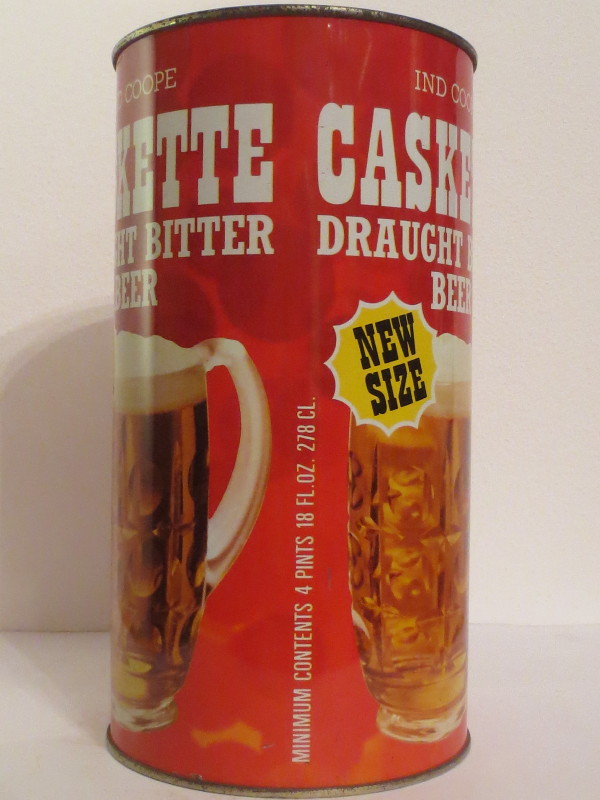 COOPE
KETTE
HT BITTER
BEER
IND COO
CASKE
DRAUGHT B
BEER
NEW
SIZE
MINIMUM CONTENTS 4 PINTS 18 FL.OZ. 278 CL.